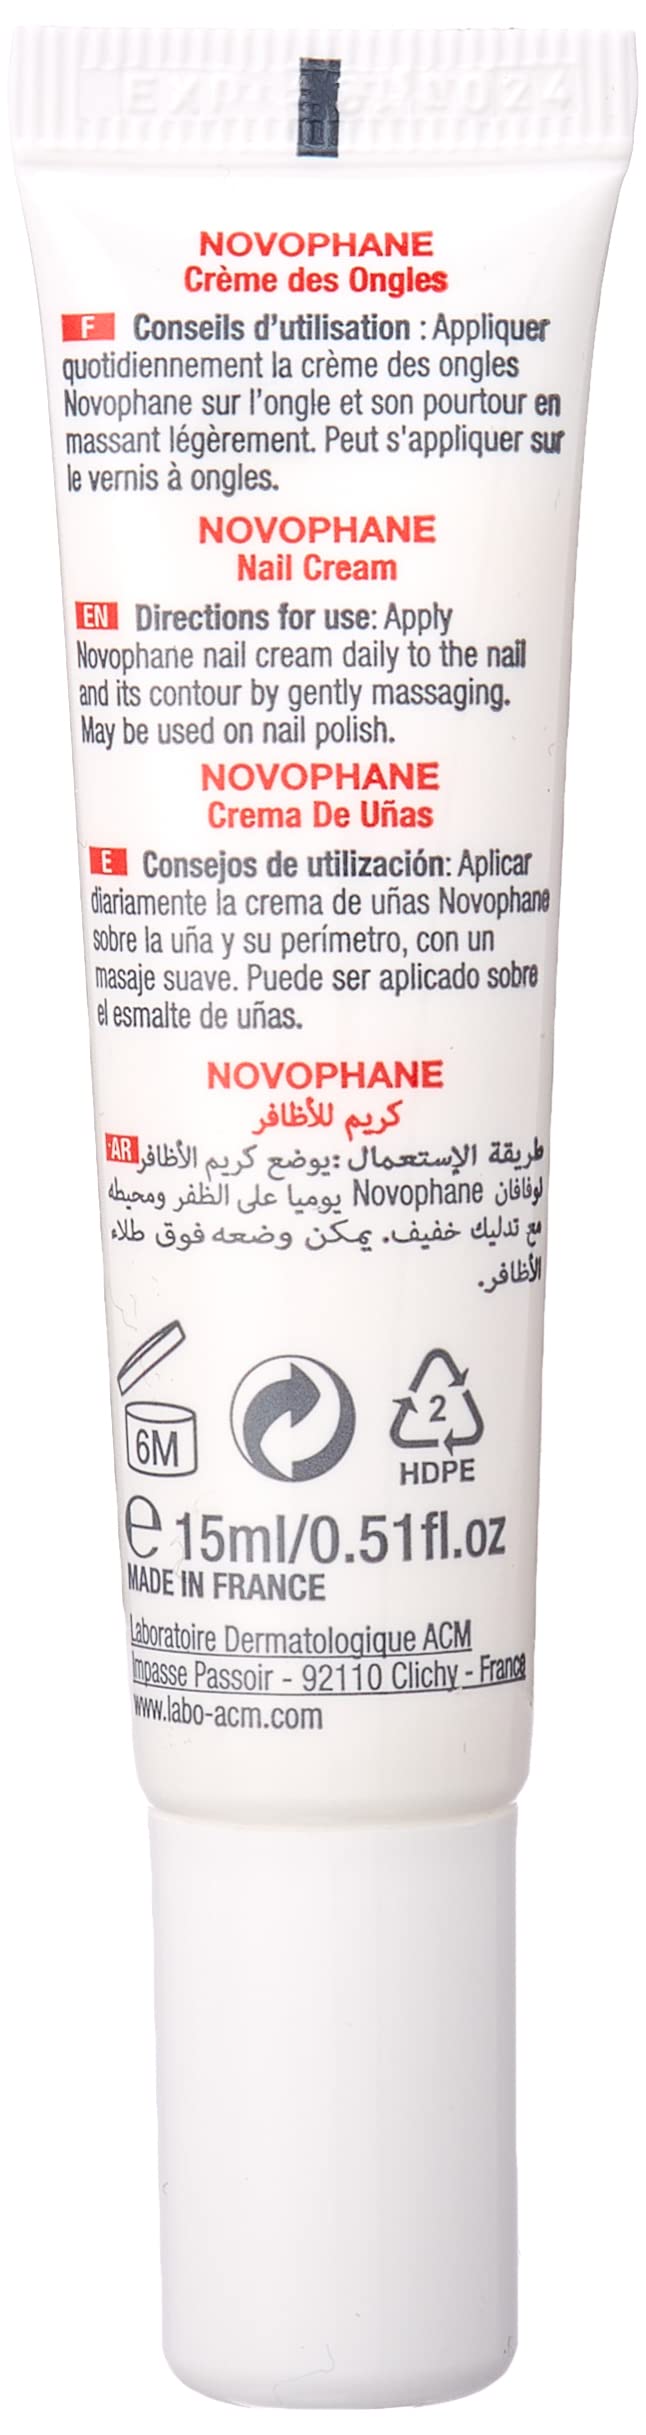 NOVOPHANE
Crème des Ongles
F Conseils d'utilisation : Appliquer
quotidiennement la crème des ongles
Novophane sur l'ongle et son pourtour en
massant légèrement. Peut s'appliquer sur
le vernis à ongles.
NOVOPHANE
Nail Cream
EN Directions for use: Apply
Novophane nail cream daily to the nail
and its contour by gently massaging.
May be used on nail polish.
NOVOPHANE
Crema De Uñas
E Consejos de utilización: Aplicar
diariamente la crema de uñas Novophane
sobre la uña y su perímetro, con un
masaje suave. Puede ser aplicado sobre
el esmalte de uñas.
NOVOPHANE
كريم للأظافر
AR طريقة الإستعمال :يوضع كريم الأظافر
لوفافان Novophane يوميا على الظفر ومحيطه
مع تدليك خفيف. يمكن وضعه فوق طلاء
الأظافر.
6M
2
HDPE
e 15ml/0.51fl.oz
MADE IN FRANCE
Laboratoire Dermatologique ACM
Impasse Passoir - 92110 Clichy - France
www.labo-acm.com